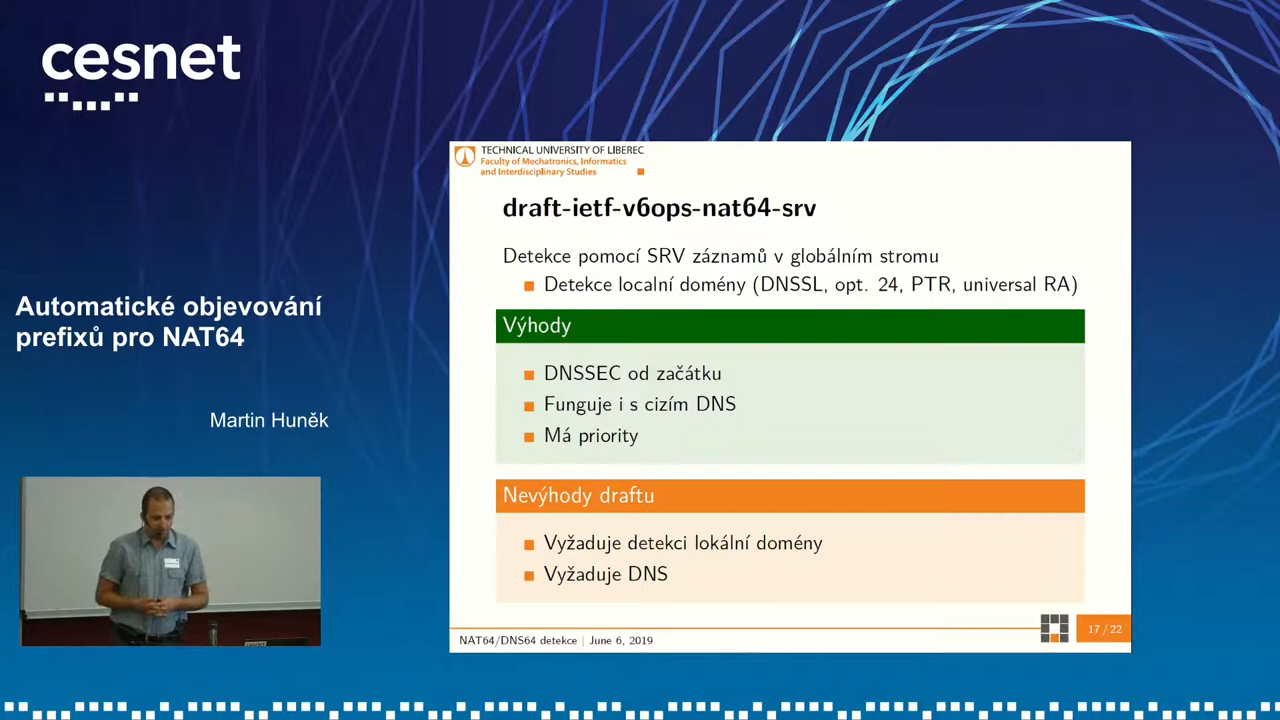 cesnet
TECHNICAL UNIVERSITY OF LIBEREC
Faculty of Mechatronics, Informatics
and Interdisciplinary Studies
draft-ietf-v6ops-nat64-srv
Detekce pomocí SRV záznamů v globálním stromu
Detekce localní domény (DNSSL, opt. 24, PTR, universal RA)
Automatické objevování
prefixů pro NAT64
Martin Huněk
Výhody
DNSSEC od začátku
Funguje i s cizím DNS
Má priority
Nevýhody draftu
Vyžaduje detekci lokální domény
Vyžaduje DNS
NAT64/DNS64 detekce | June 6, 2019
17 / 22